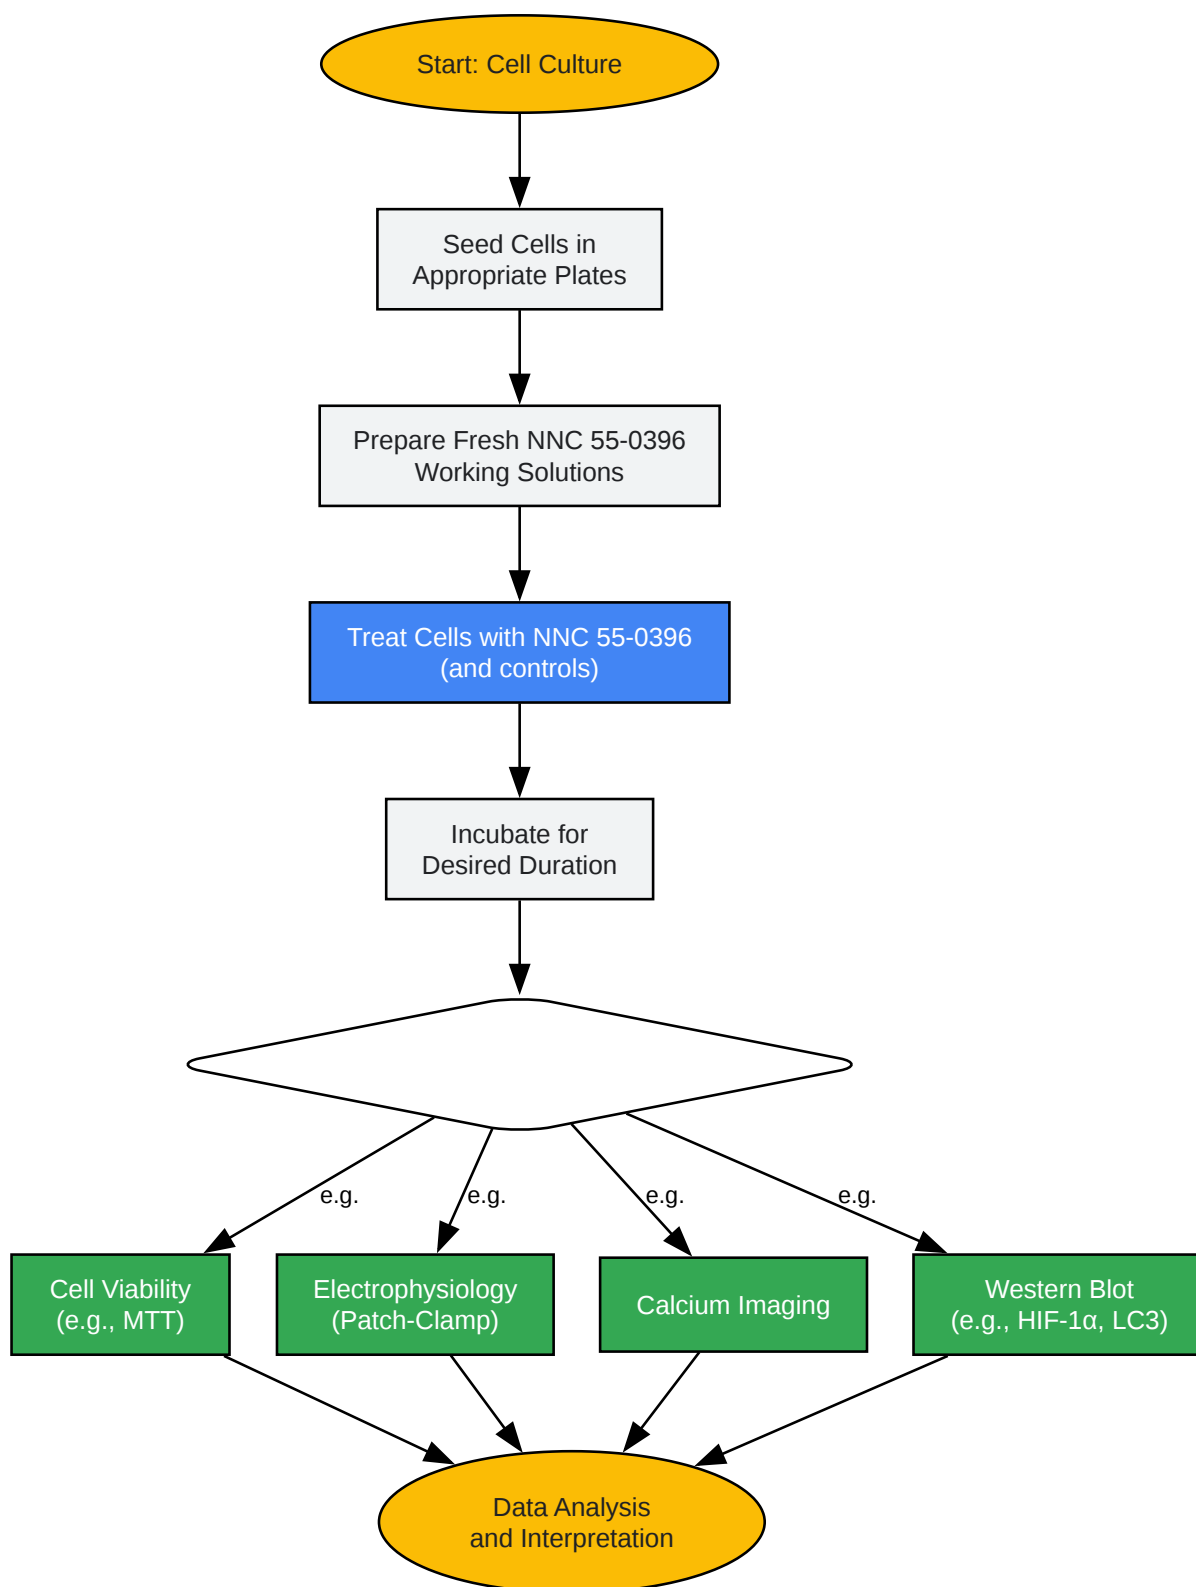 Start: Cell Culture
Seed Cells in
Appropriate Plates
Prepare Fresh NNC 55-0396
Working Solutions
Treat Cells with NNC 55-0396
(and controls)
Incubate for
Desired Duration
e.g.
e.g.
e.g.
e.g.
Cell Viability
(e.g., MTT)
Electrophysiology
(Patch-Clamp)
Calcium Imaging
Western Blot
(e.g., HIF-1α, LC3)
Data Analysis
and Interpretation